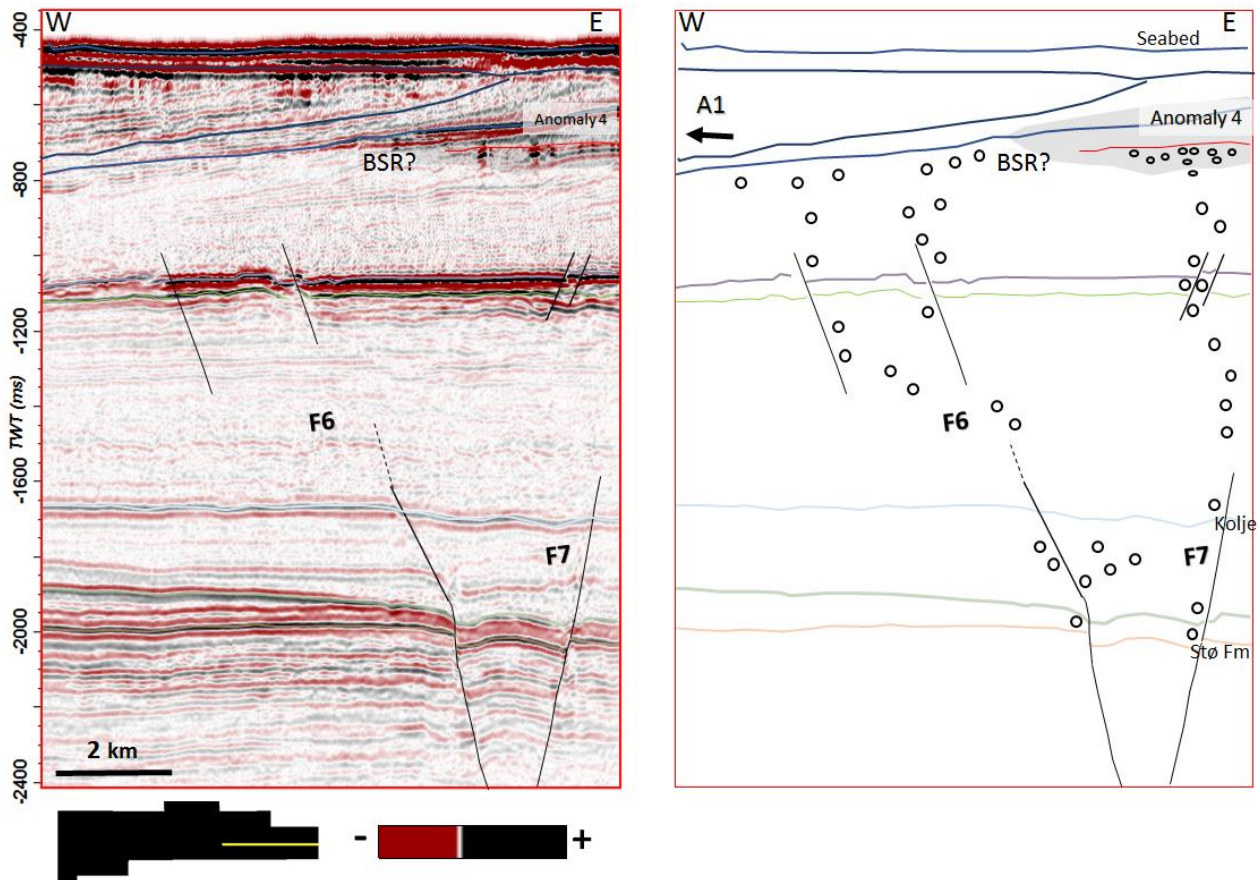 W E
Anomaly 4
BSR?
F6
F7
2 km
-400
-800
-1200
TWT (ms)
-1600
-2000
-2400
- +
W E
Seabed
A1
Anomaly 4
BSR?
F6
Kolje
F7
Stø Fm